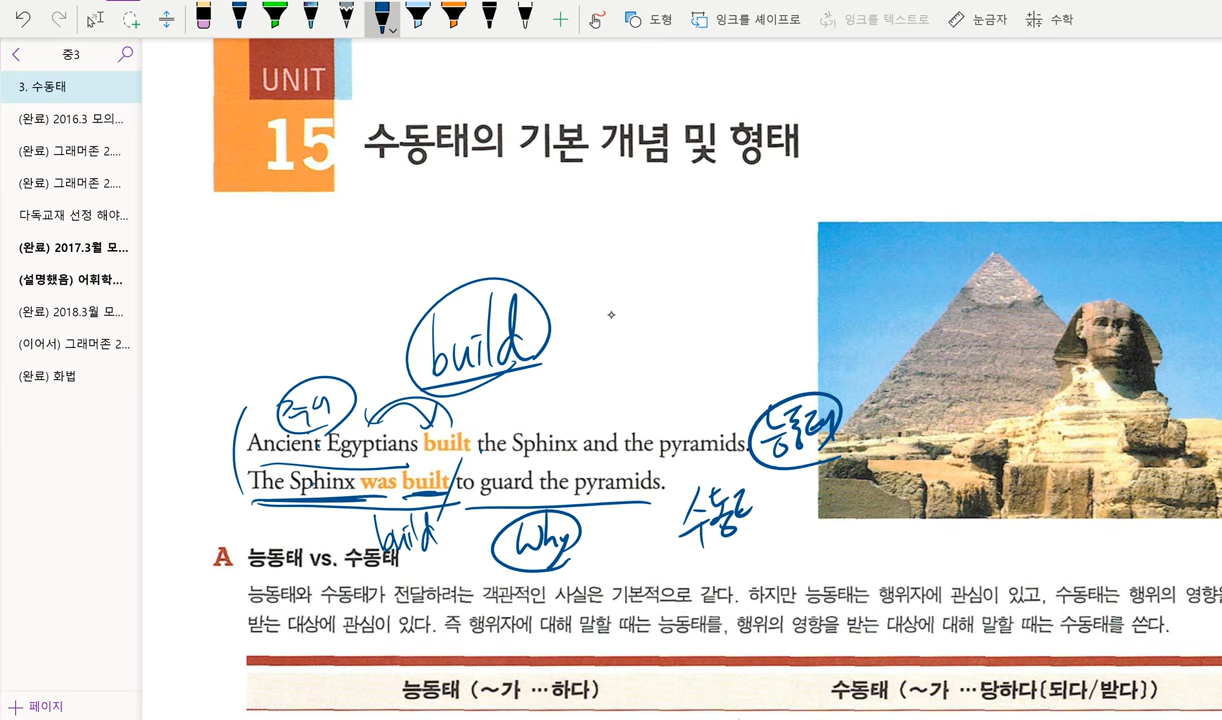 도형
잉크를 셰이프로
잉크를 텍스트로
눈금자
수학
중3
3. 수동태
(완료) 2016.3 모의...
(완료) 그래머존 2....
(완료) 그래머존 2....
다독교재 선정 해야...
(완료) 2017.3월 모...
(설명했음) 어휘학...
(완료) 2018.3월 모...
(이어서) 그래머존 2...
(완료) 화법
페이지
UNIT
15 수동태의 기본 개념 및 형태
build
주어
Ancient Egyptians built the Sphinx and the pyramids.
능동태
The Sphinx was built to guard the pyramids.
수동
build
Why
A 능동태 vs. 수동태
능동태와 수동태가 전달하려는 객관적인 사실은 기본적으로 같다. 하지만 능동태는 행위자에 관심이 있고, 수동태는 행위의 영향을
받는 대상에 관심이 있다. 즉 행위자에 대해 말할 때는 능동태를, 행위의 영향을 받는 대상에 대해 말할 때는 수동태를 쓴다.
능동태 (～가 …하다)
수동태 (～가 …당하다〔되다/받다〕)